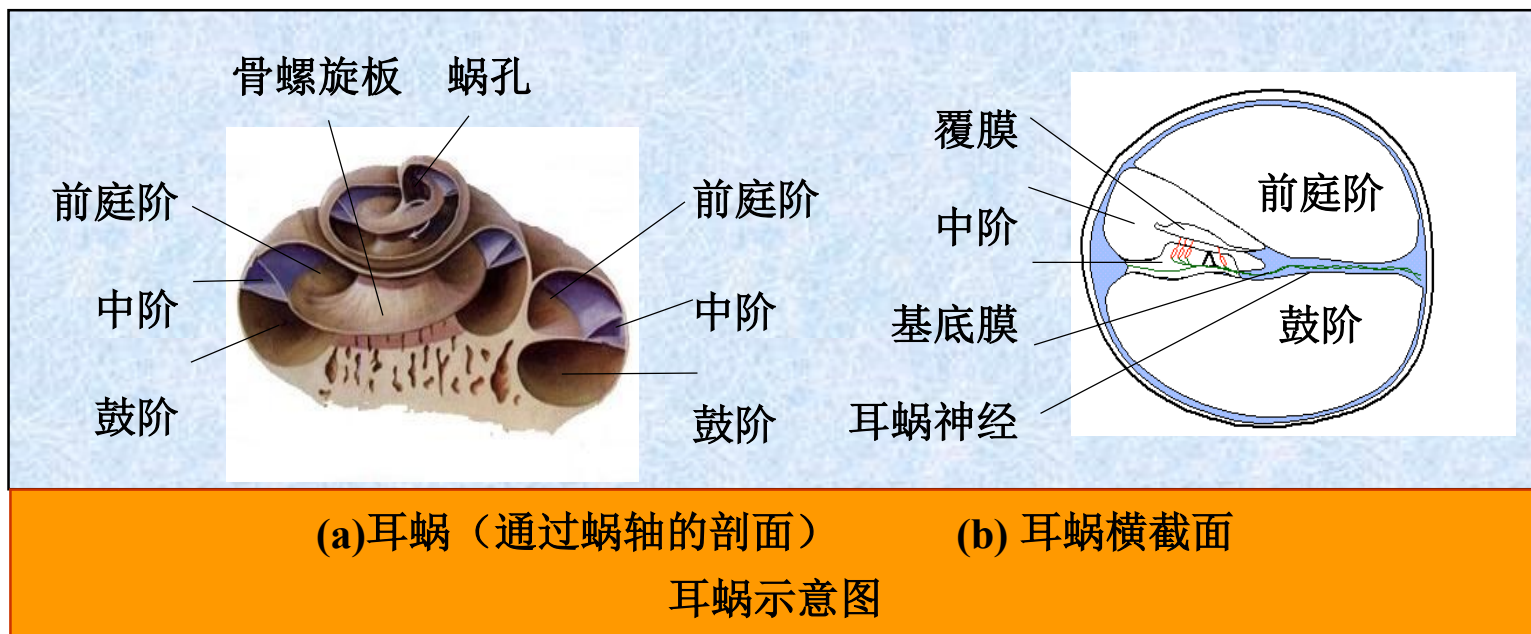 骨螺旋板 蜗孔
前庭阶
中阶
鼓阶
前庭阶
中阶
鼓阶
覆膜
中阶
基底膜
耳蜗神经
前庭阶
鼓阶
(a)耳蜗（通过蜗轴的剖面） (b) 耳蜗横截面
耳蜗示意图